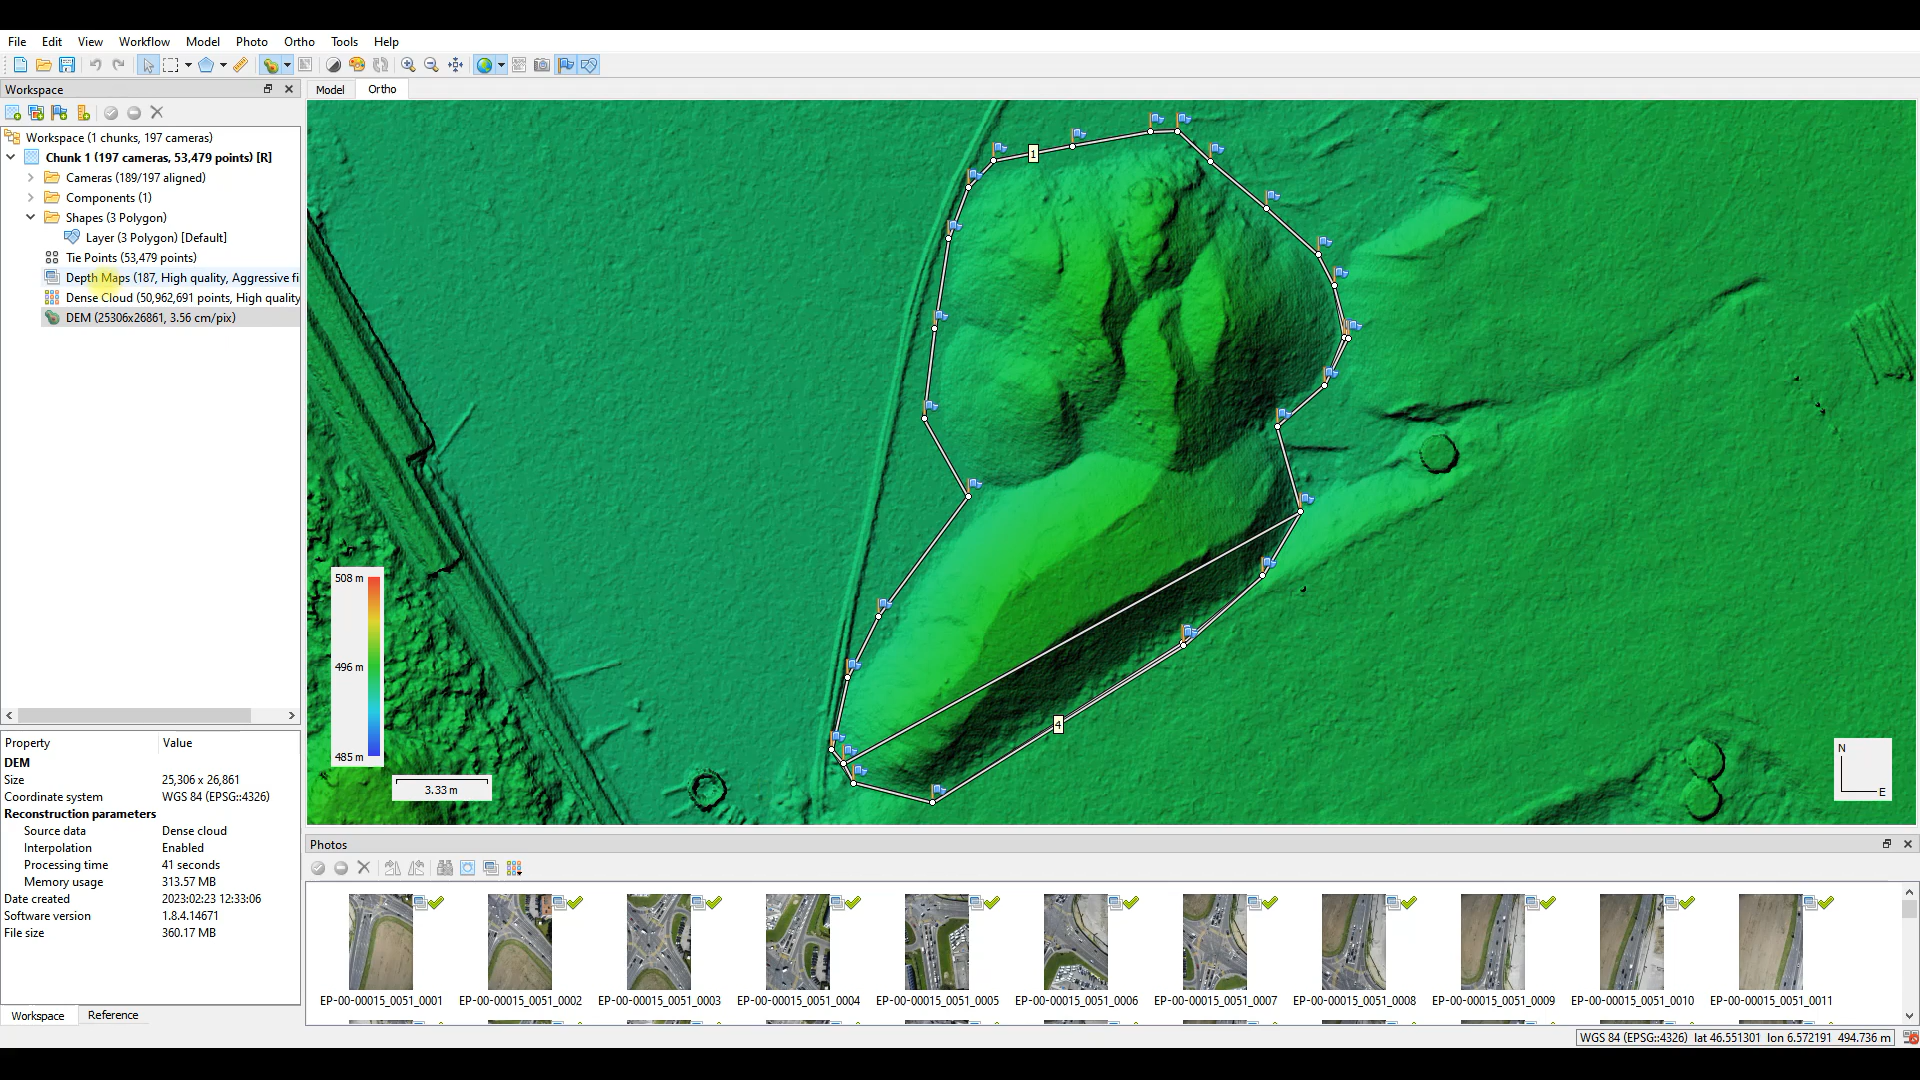 File Edit View Workflow Model Photo Ortho Tools Help
Workspace
Model Ortho
Workspace (1 chunks, 197 cameras)
Chunk 1 (197 cameras, 53,479 points) [R]
Cameras (189/197 aligned)
Components (1)
Shapes (3 Polygon)
Layer (3 Polygon) [Default]
Tie Points (53,479 points)
Depth Maps (187, High quality, Aggressive fi
Dense Cloud (50,962,691 points, High quality
DEM (25306x26861, 3.56 cm/pix)
1
4
508 m
496 m
485 m
3.33 m
N
E
Property Value
DEM
Size 25,306 x 26,861
Coordinate system WGS 84 (EPSG::4326)
Reconstruction parameters
Source data Dense cloud
Interpolation Enabled
Processing time 41 seconds
Memory usage 313.57 MB
Date created 2023:02:23 12:33:06
Software version 1.8.4.14671
File size 360.17 MB
Workspace Reference
Photos
EP-00-00015_0051_0001 EP-00-00015_0051_0002 EP-00-00015_0051_0003 EP-00-00015_0051_0004 EP-00-00015_0051_0005 EP-00-00015_0051_0006 EP-00-00015_0051_0007 EP-00-00015_0051_0008 EP-00-00015_0051_0009 EP-00-00015_0051_0010 EP-00-00015_0051_0011
WGS 84 (EPSG::4326) lat 46.551301 lon 6.572191 494.736 m